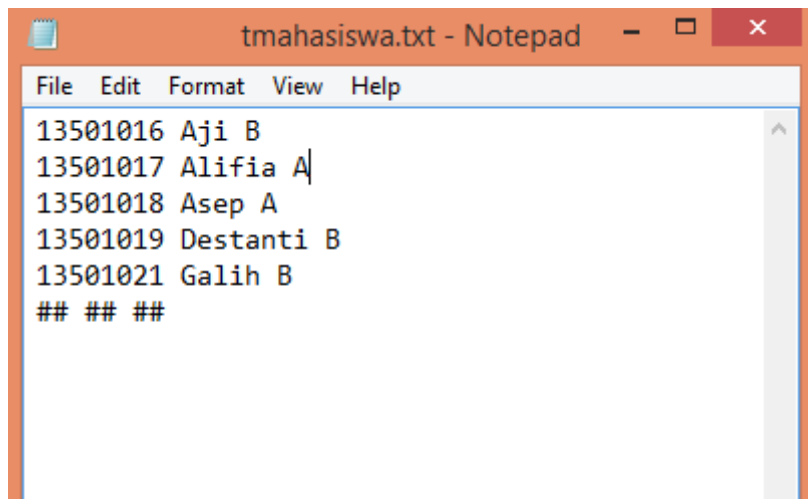 tmahasiswa.txt - Notepad
File Edit Format View Help
13501016 Aji B
13501017 Alifia A
13501018 Asep A
13501019 Destanti B
13501021 Galih B
## ## ##